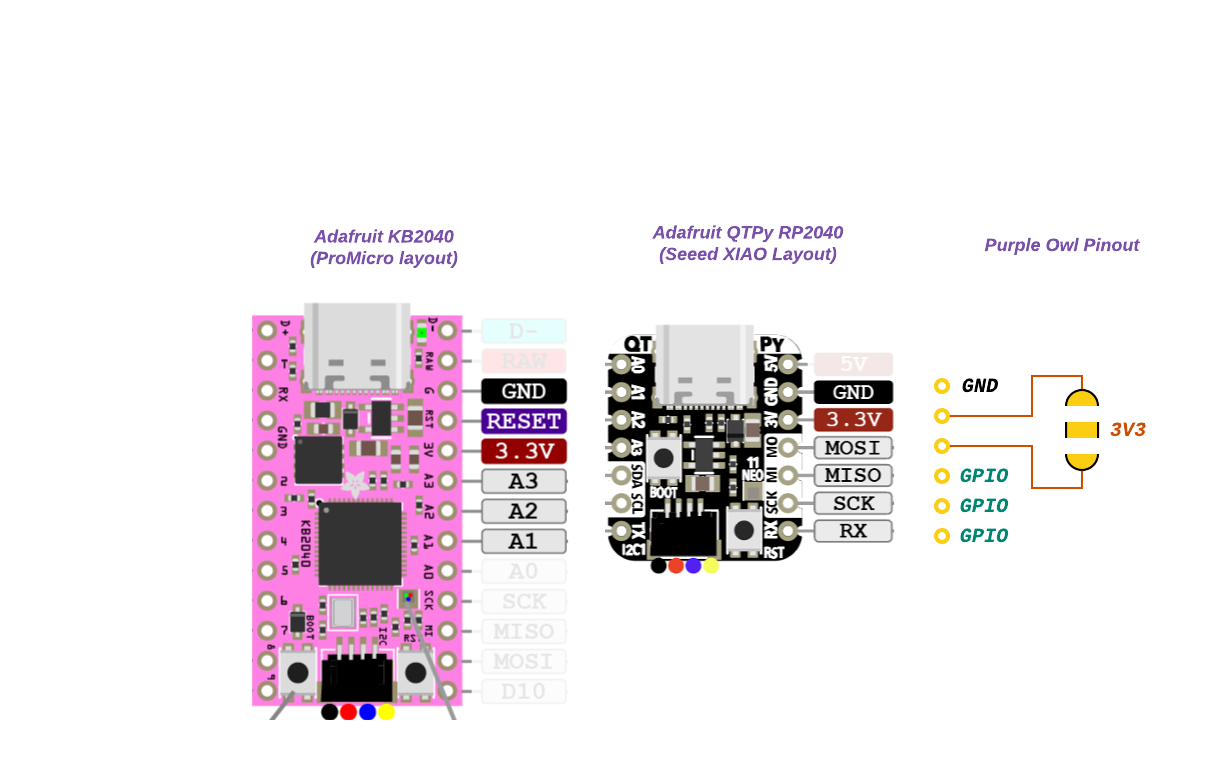 Adafruit KB2040
(ProMicro layout)
Adafruit QTPy RP2040
(Seeed XIAO Layout)
Purple Owl Pinout
D+
T
RX
GND
2
3
4
5
6
7
8
9
KB2040
BOOT
I2C
D-
RAW
G
RST
3V
A3
A2
A1
A0
SCK
MI
D-
RAW
GND
RESET
3.3V
A3
A2
A1
A0
SCK
MISO
MOSI
D10
QT PY
A0
A1
A2
A3
SDA
SCL
TX
I2C1
BOOT
NEO
RST
5V
GND
3V
MO
MI
SCK
RX
5V
GND
3.3V
MOSI
MISO
SCK
RX
GND
3V3
GPIO
GPIO
GPIO